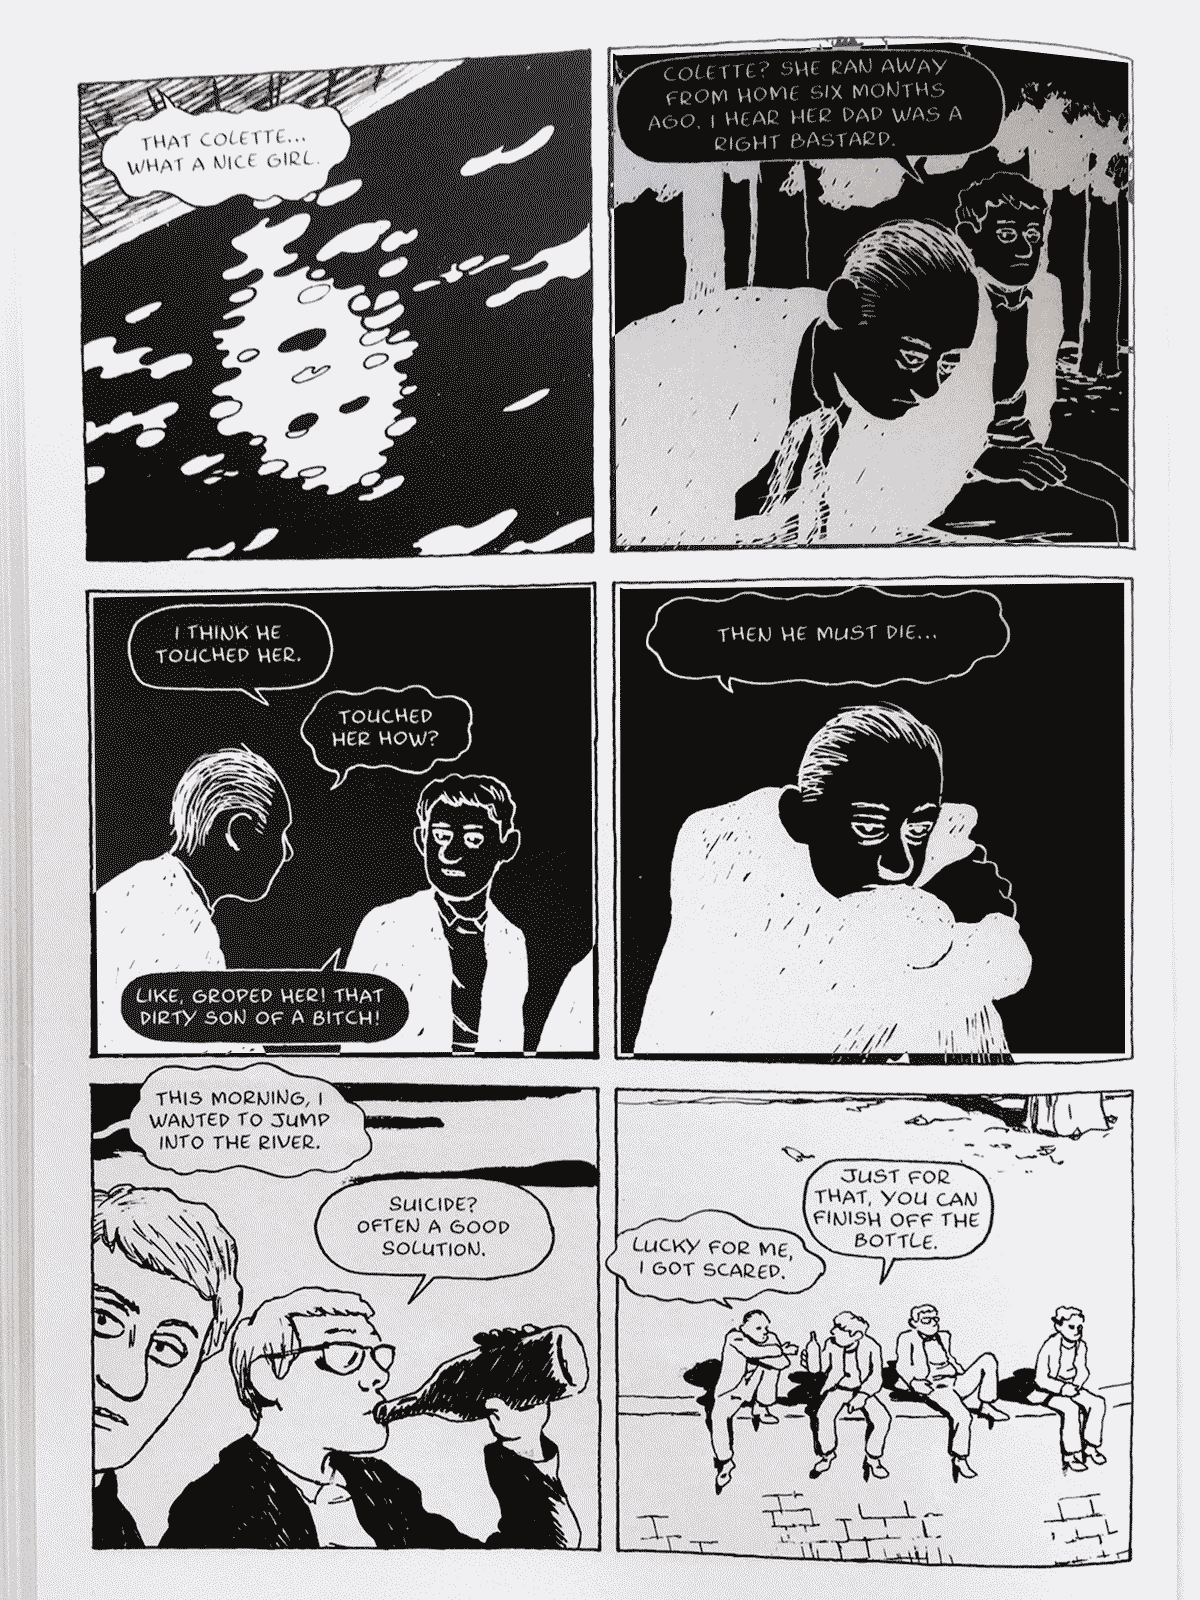 THAT COLETTE...
WHAT A NICE GIRL.
COLETTE? SHE RAN AWAY
FROM HOME SIX MONTHS
AGO. I HEAR HER DAD WAS A
RIGHT BASTARD.
I THINK HE
TOUCHED HER.
TOUCHED
HER HOW?
LIKE, GROPED HER! THAT
DIRTY SON OF A BITCH!
THEN HE MUST DIE...
THIS MORNING, I
WANTED TO JUMP
INTO THE RIVER.
SUICIDE?
OFTEN A GOOD
SOLUTION.
LUCKY FOR ME,
I GOT SCARED.
JUST FOR
THAT, YOU CAN
FINISH OFF THE
BOTTLE.